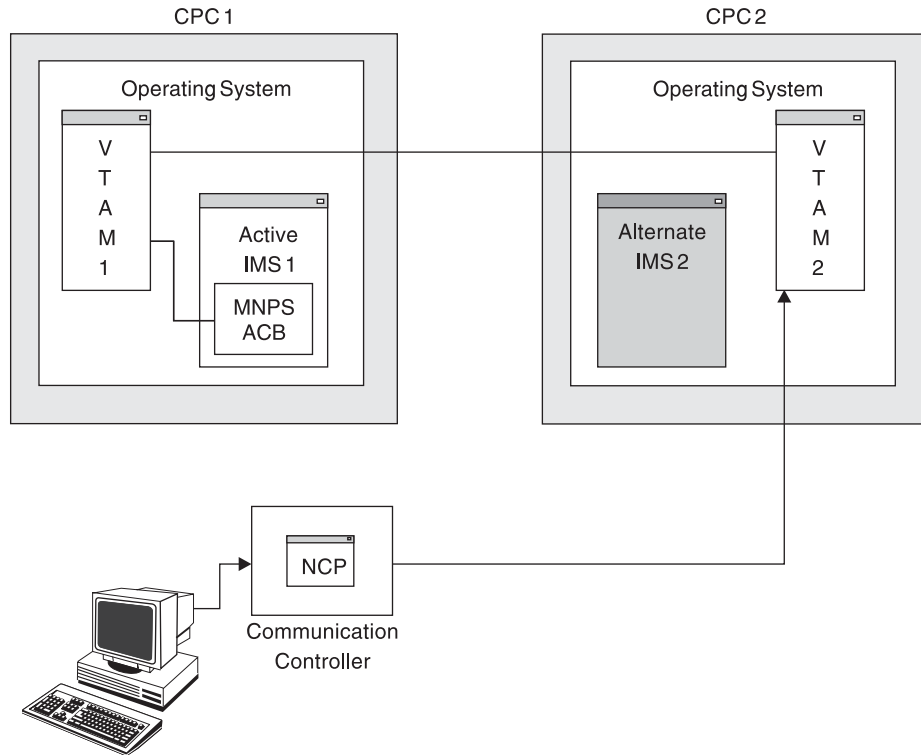 CPC 1
CPC 2
Operating System
Operating System
V
T
A
M
1
Active
IMS 1
MNPS
ACB
Alternate
IMS 2
V
T
A
M
2
NCP
Communication
Controller